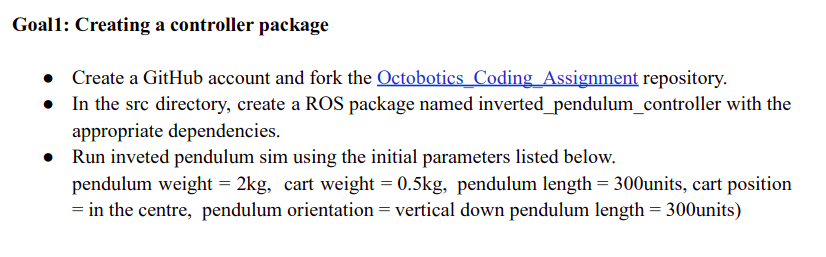 Goal1: Creating a controller package
● Create a GitHub account and fork the Octobotics_Coding_Assignment repository.
● In the src directory, create a ROS package named inverted_pendulum_controller with the
appropriate dependencies.
● Run inveted pendulum sim using the initial parameters listed below.
pendulum weight = 2kg, cart weight = 0.5kg, pendulum length = 300units, cart position
= in the centre, pendulum orientation = vertical down pendulum length = 300units)